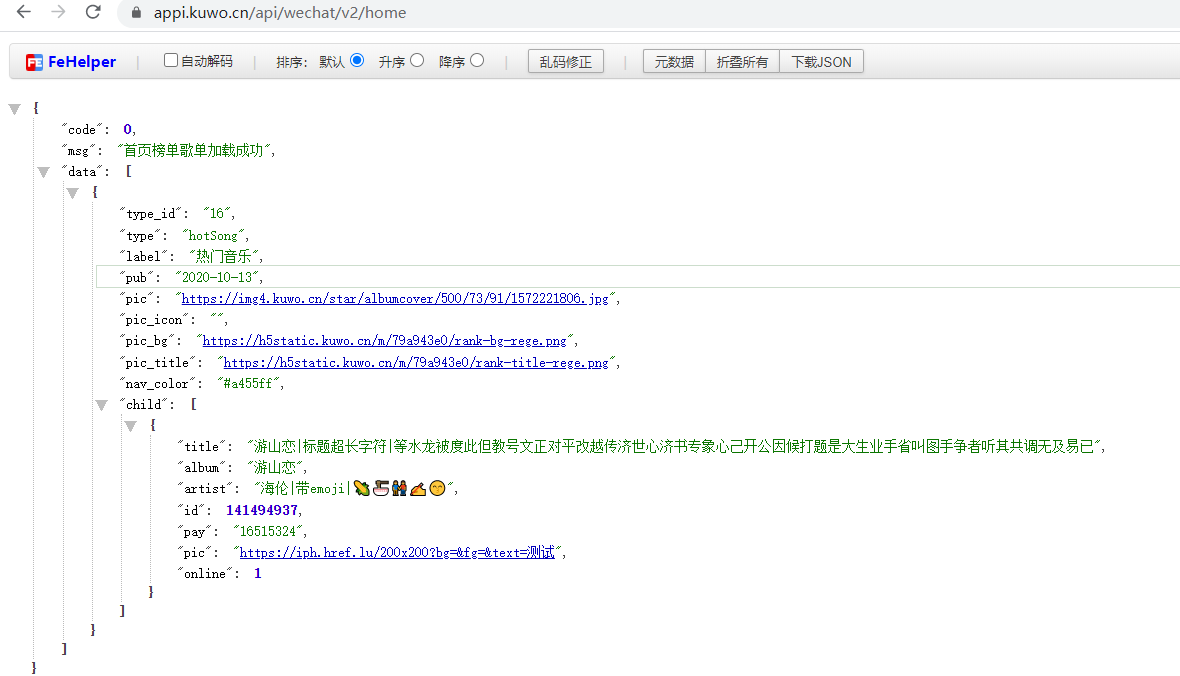 appi.kuwo.cn/api/wechat/v2/home
FeHelper 自动解码 排序: 默认 升序 降序 乱码修正 元数据 折叠所有 下载JSON
{
"code": 0,
"msg": "首页榜单歌单加载成功",
"data": [
{
"type_id": "16",
"type": "hotSong",
"label": "热门音乐",
"pub": "2020-10-13",
"pic": "https://img4.kuwo.cn/star/albumcover/500/73/91/1572221806.jpg",
"pic_icon": "",
"pic_bg": "https://h5static.kuwo.cn/m/79a943e0/rank-bg-rege.png",
"pic_title": "https://h5static.kuwo.cn/m/79a943e0/rank-title-rege.png",
"nav_color": "#a455ff",
"child": [
{
"title": "游山恋|标题超长字符|等水龙被度此但教号文正对平改越传济世心济书专象心己开公因候打题是大生业手省叫图手争者听其共调无及易已",
"album": "游山恋",
"artist": "海伦|带emoji|🌽🚽👬✍😁",
"id": 141494937,
"pay": "16515324",
"pic": "https://iph.href.lu/200x200?bg=&fg=&text=测试",
"online": 1
}
]
}
]
}